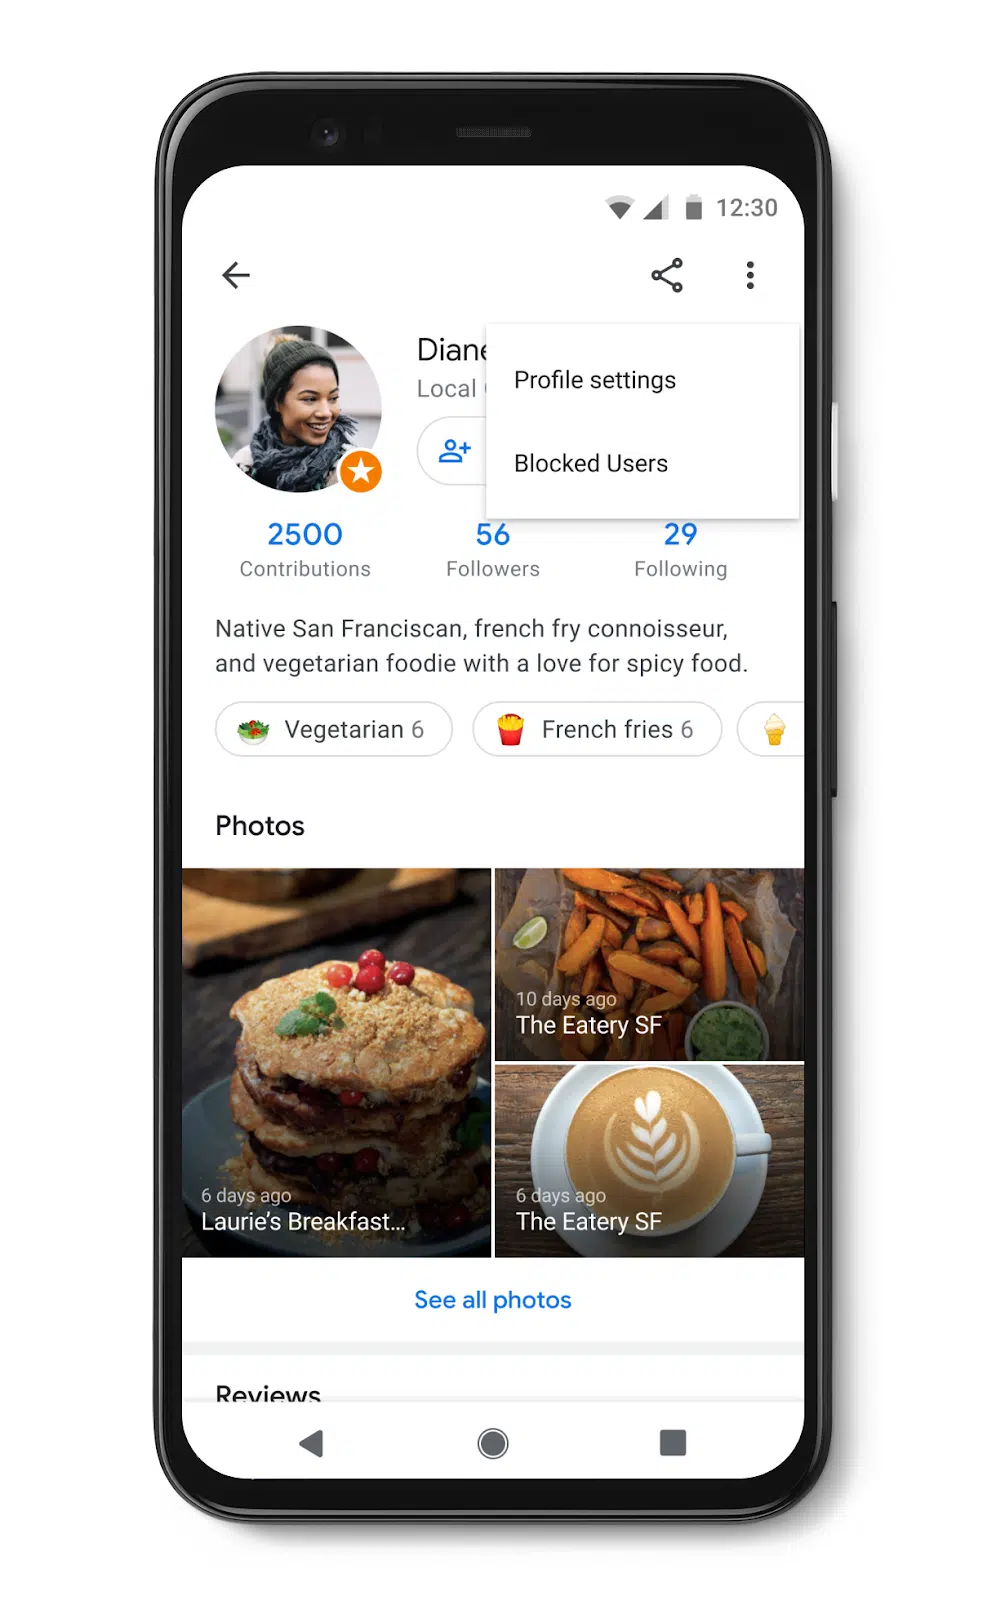 12:30
Diane
Local
Profile settings
Blocked Users
2500
Contributions
56
Followers
29
Following
Native San Franciscan, french fry connoisseur,
and vegetarian foodie with a love for spicy food.
Vegetarian 6
French fries 6
Photos
10 days ago
The Eatery SF
6 days ago
Laurie’s Breakfast...
6 days ago
The Eatery SF
See all photos
Reviews